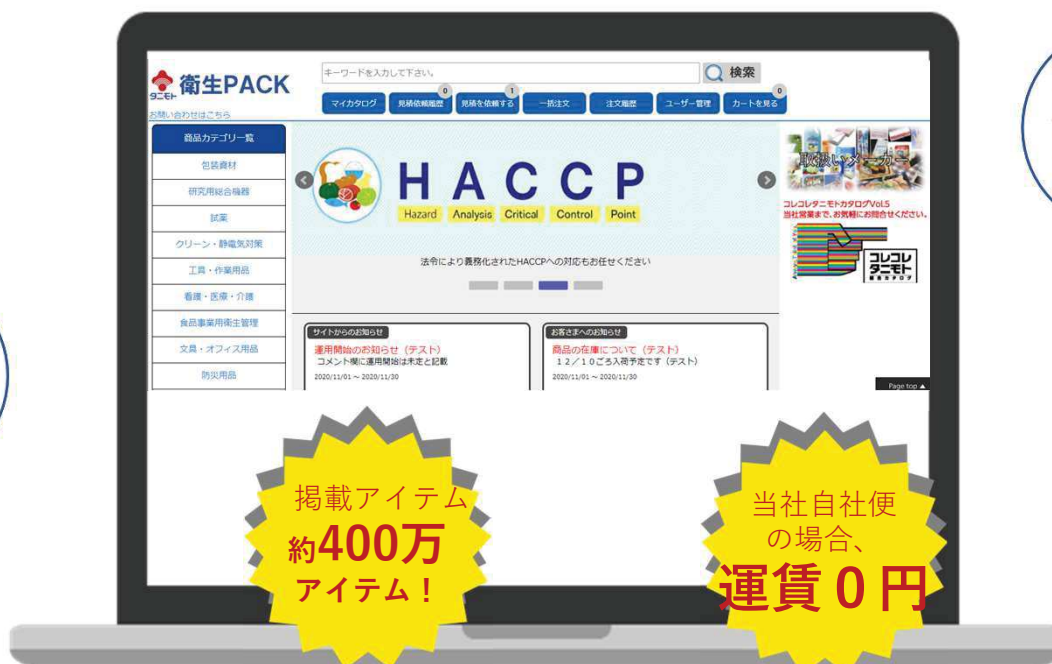 タニモト 衛生PACK
お問い合わせはこちら
キーワードを入力して下さい。
検索
マイカタログ
見積依頼履歴 0
見積を依頼する 1
一括注文
注文履歴
ユーザー管理
カートを見る 0
商品カテゴリ一覧
包装資材
研究用総合機器
試薬
クリーン・静電気対策
工具・作業用品
看護・医療・介護
食品事業用衛生管理
文具・オフィス用品
防災用品
HACCP
Hazard Analysis Critical Control Point
法令により義務化されたHACCPへの対応もお任せください
取扱いメーカー
コレコレタニモトカタログVol.5
当社営業まで、お気軽にお問合せください。
コレコレ
タニモト
総合カタログ
サイトからのお知らせ
運用開始のお知らせ（テスト）
コメント欄に運用開始は未定と記載
2020/11/01～2020/11/30
お客さまへのお知らせ
商品の在庫について（テスト）
１２／１０ごろ入荷予定です（テスト）
2020/11/01～2020/11/30
Page top ▲
掲載アイテム
約400万
アイテム！
当社自社便
の場合、
運賃０円